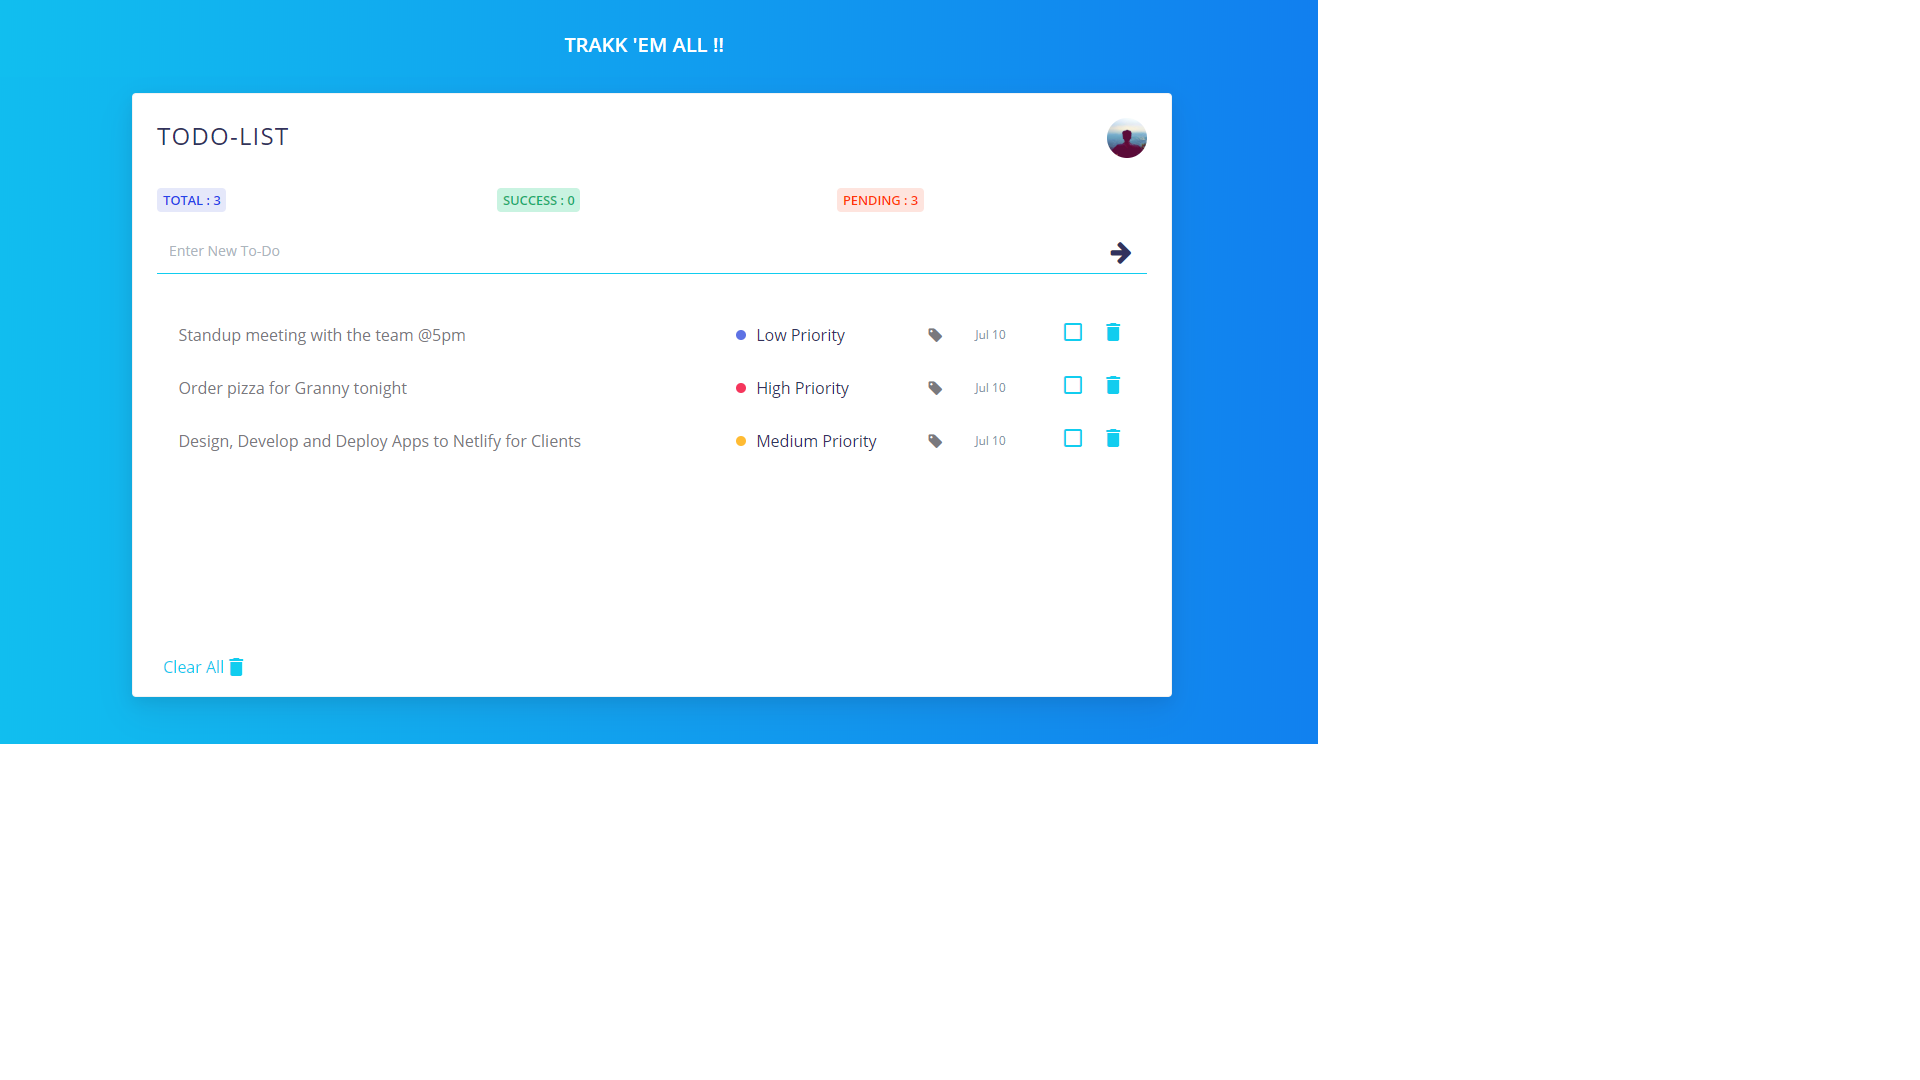 TRAKK 'EM ALL !!
TODO-LIST
TOTAL : 3 SUCCESS : 0 PENDING : 3
Enter New To-Do
Standup meeting with the team @5pm Low Priority Jul 10
Order pizza for Granny tonight High Priority Jul 10
Design, Develop and Deploy Apps to Netlify for Clients Medium Priority Jul 10
Clear All